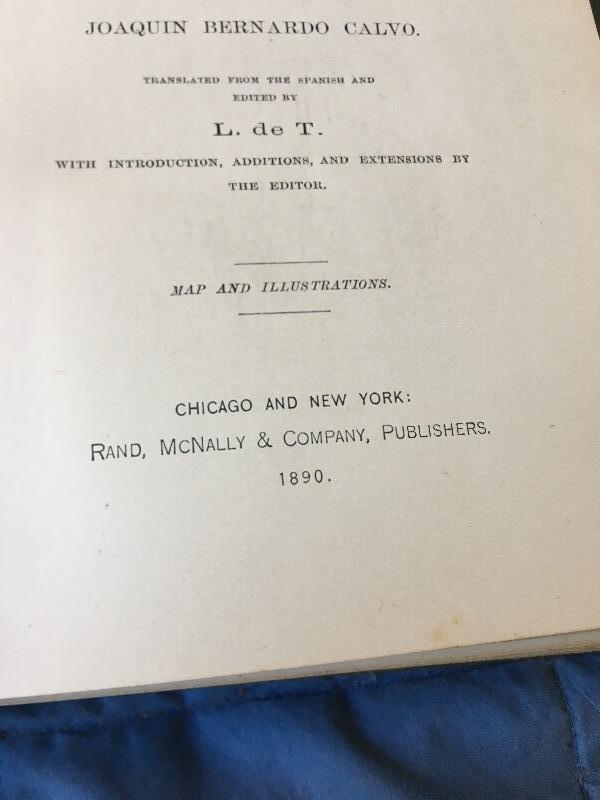 JOAQUIN BERNARDO CALVO.
TRANSLATED FROM THE SPANISH AND
EDITED BY
L. de T.
WITH INTRODUCTION, ADDITIONS, AND EXTENSIONS BY
THE EDITOR.
MAP AND ILLUSTRATIONS.
CHICAGO AND NEW YORK:
RAND, MCNALLY & COMPANY, PUBLISHERS.
1890.